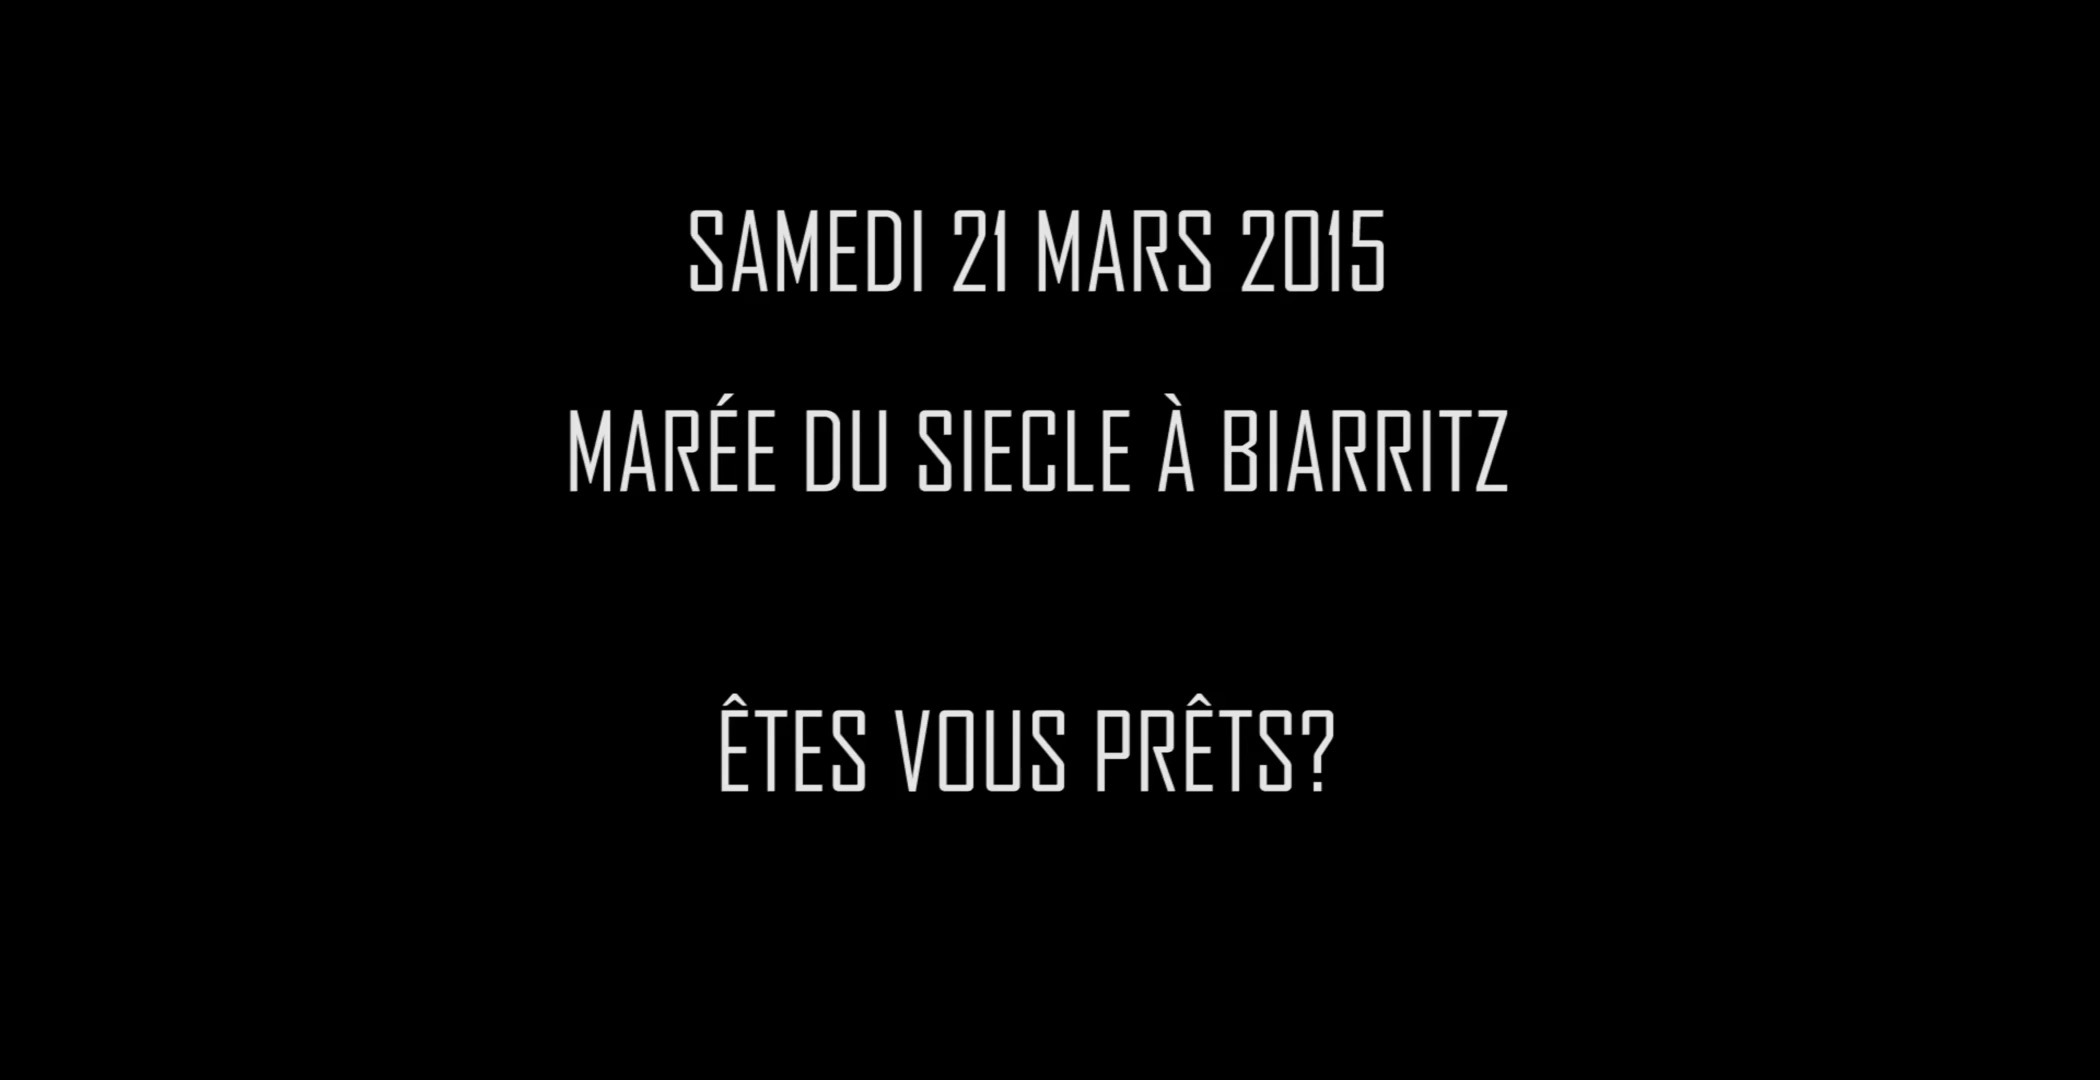 SAMEDI 21 MARS 2015
MARÉE DU SIECLE À BIARRITZ
ÊTES VOUS PRÊTS?